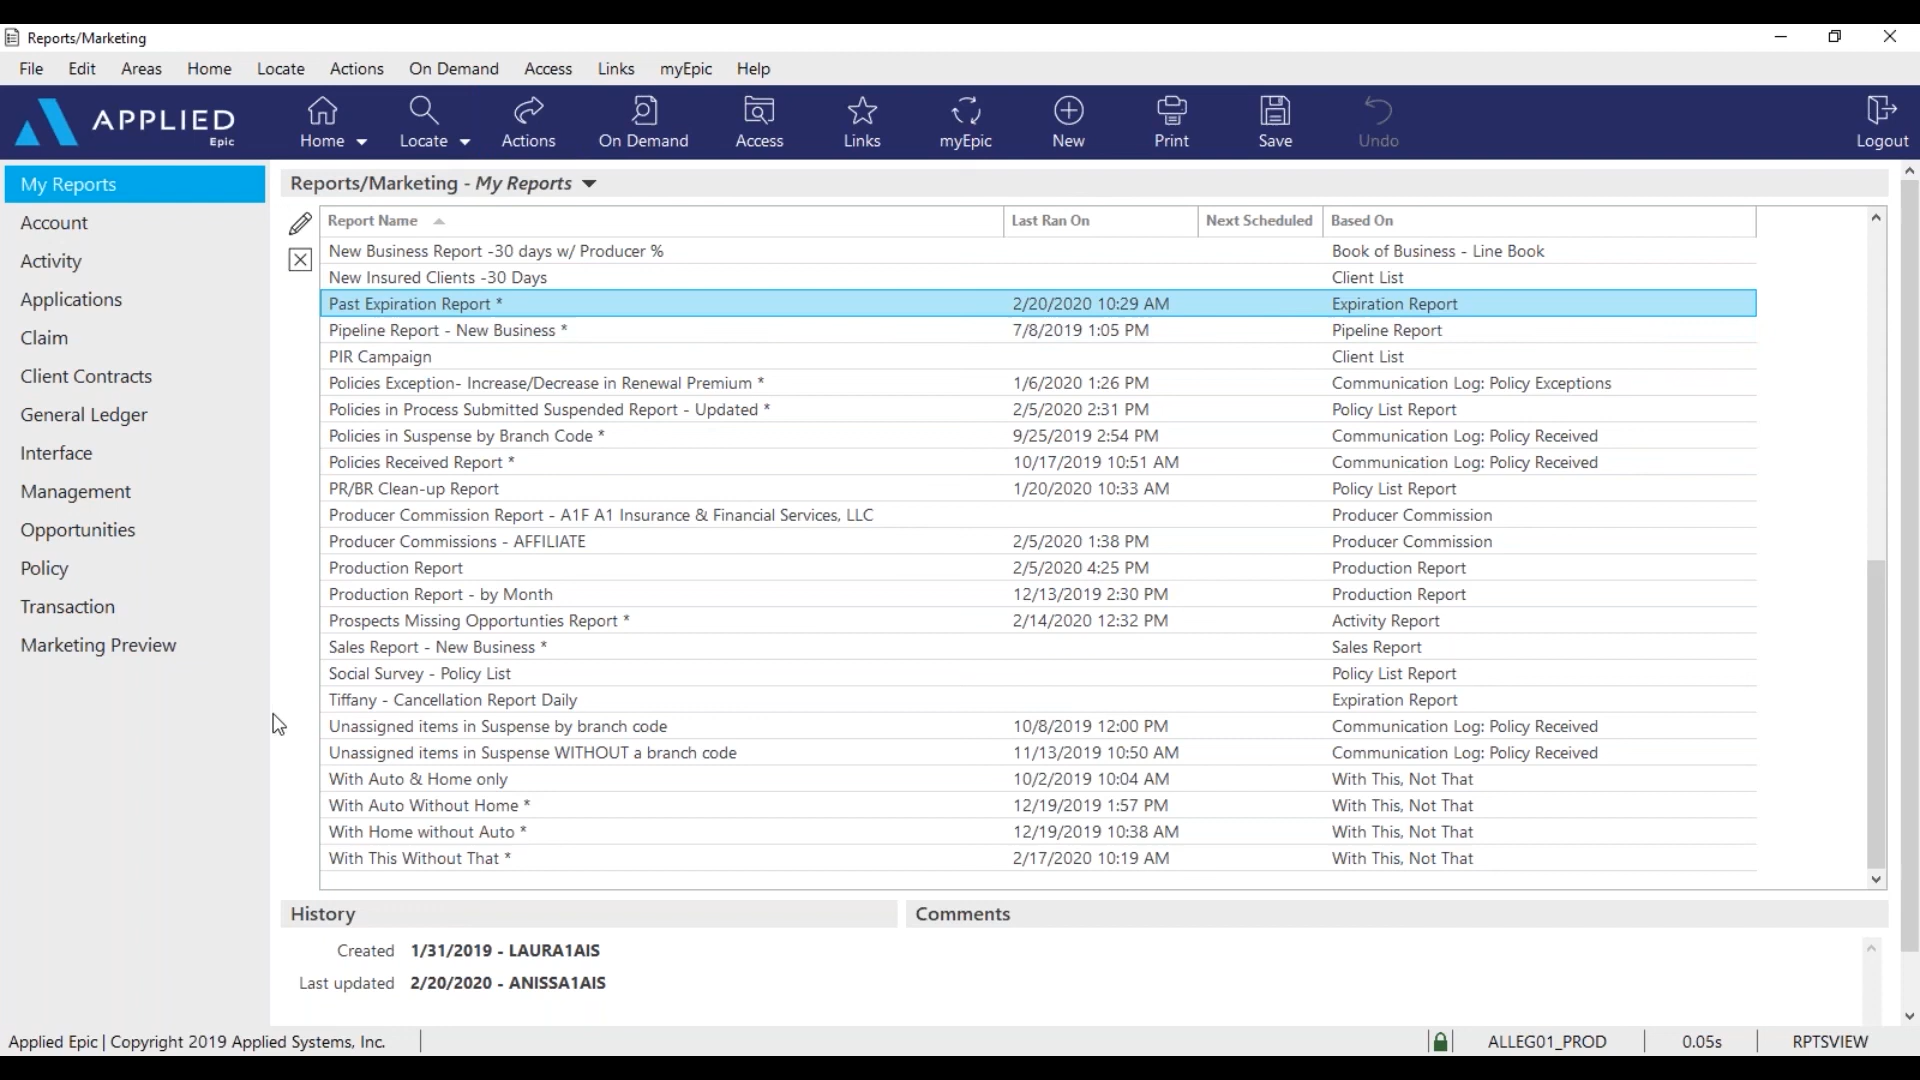 Reports/Marketing
File Edit Areas Home Locate Actions On Demand Access Links myEpic Help
APPLIED Epic Home Locate Actions On Demand Access Links myEpic New Print Save Undo Logout
My Reports
Account
Activity
Applications
Claim
Client Contracts
General Ledger
Interface
Management
Opportunities
Policy
Transaction
Marketing Preview
Reports/Marketing - My Reports
Report Name Last Ran On Next Scheduled Based On
New Business Report -30 days w/ Producer % Book of Business - Line Book
New Insured Clients -30 Days Client List
Past Expiration Report * 2/20/2020 10:29 AM Expiration Report
Pipeline Report - New Business * 7/8/2019 1:05 PM Pipeline Report
PIR Campaign Client List
Policies Exception- Increase/Decrease in Renewal Premium * 1/6/2020 1:26 PM Communication Log: Policy Exceptions
Policies in Process Submitted Suspended Report - Updated * 2/5/2020 2:31 PM Policy List Report
Policies in Suspense by Branch Code * 9/25/2019 2:54 PM Communication Log: Policy Received
Policies Received Report * 10/17/2019 10:51 AM Communication Log: Policy Received
PR/BR Clean-up Report 1/20/2020 10:33 AM Policy List Report
Producer Commission Report - A1F A1 Insurance & Financial Services, LLC Producer Commission
Producer Commissions - AFFILIATE 2/5/2020 1:38 PM Producer Commission
Production Report 2/5/2020 4:25 PM Production Report
Production Report - by Month 12/13/2019 2:30 PM Production Report
Prospects Missing Opportunties Report * 2/14/2020 12:32 PM Activity Report
Sales Report - New Business * Sales Report
Social Survey - Policy List Policy List Report
Tiffany - Cancellation Report Daily Expiration Report
Unassigned items in Suspense by branch code 10/8/2019 12:00 PM Communication Log: Policy Received
Unassigned items in Suspense WITHOUT a branch code 11/13/2019 10:50 AM Communication Log: Policy Received
With Auto & Home only 10/2/2019 10:04 AM With This, Not That
With Auto Without Home * 12/19/2019 1:57 PM With This, Not That
With Home without Auto * 12/19/2019 10:38 AM With This, Not That
With This Without That * 2/17/2020 10:19 AM With This, Not That
History Comments
Created 1/31/2019 - LAURA1AIS
Last updated 2/20/2020 - ANISSA1AIS
Applied Epic | Copyright 2019 Applied Systems, Inc. ALLEG01_PROD 0.05s RPTSVIEW